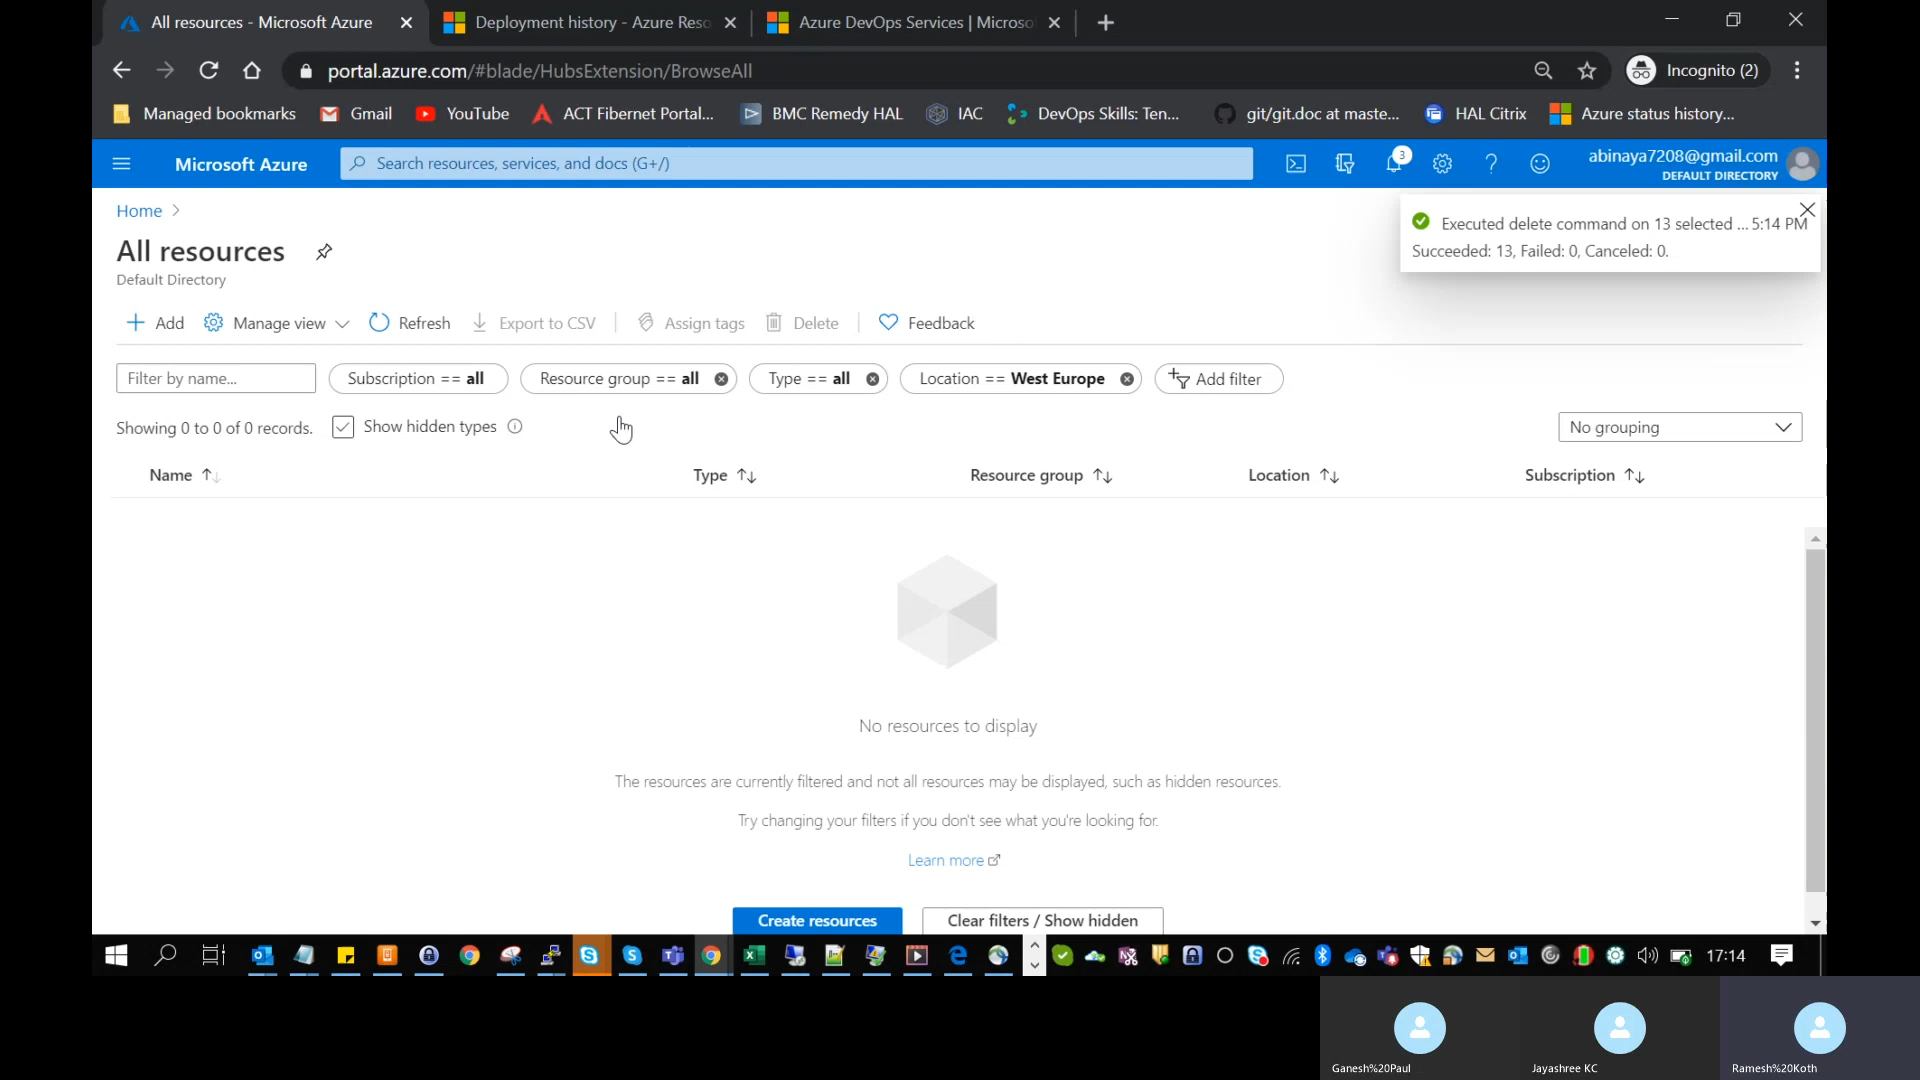 All resources - Microsoft Azure
Deployment history - Azure Reso
Azure DevOps Services | Microso
portal.azure.com/#blade/HubsExtension/BrowseAll
Incognito (2)
Managed bookmarks
Gmail
YouTube
ACT Fibernet Portal...
BMC Remedy HAL
IAC
DevOps Skills: Ten...
git/git.doc at maste...
HAL Citrix
Azure status history...
Microsoft Azure
Search resources, services, and docs (G+/)
3
abinaya7208@gmail.com
DEFAULT DIRECTORY
Home
Executed delete command on 13 selected ... 5:14 PM
Succeeded: 13, Failed: 0, Canceled: 0.
All resources
Default Directory
Add
Manage view
Refresh
Export to CSV
Assign tags
Delete
Feedback
Filter by name...
Subscription == all
Resource group == all
Type == all
Location == West Europe
Add filter
Showing 0 to 0 of 0 records.
Show hidden types
No grouping
Name
Type
Resource group
Location
Subscription
No resources to display
The resources are currently filtered and not all resources may be displayed, such as hidden resources.
Try changing your filters if you don't see what you're looking for.
Learn more
Create resources
Clear filters / Show hidden
17:14
Ganesh%20Paul
Jayashree KC
Ramesh%20Koth